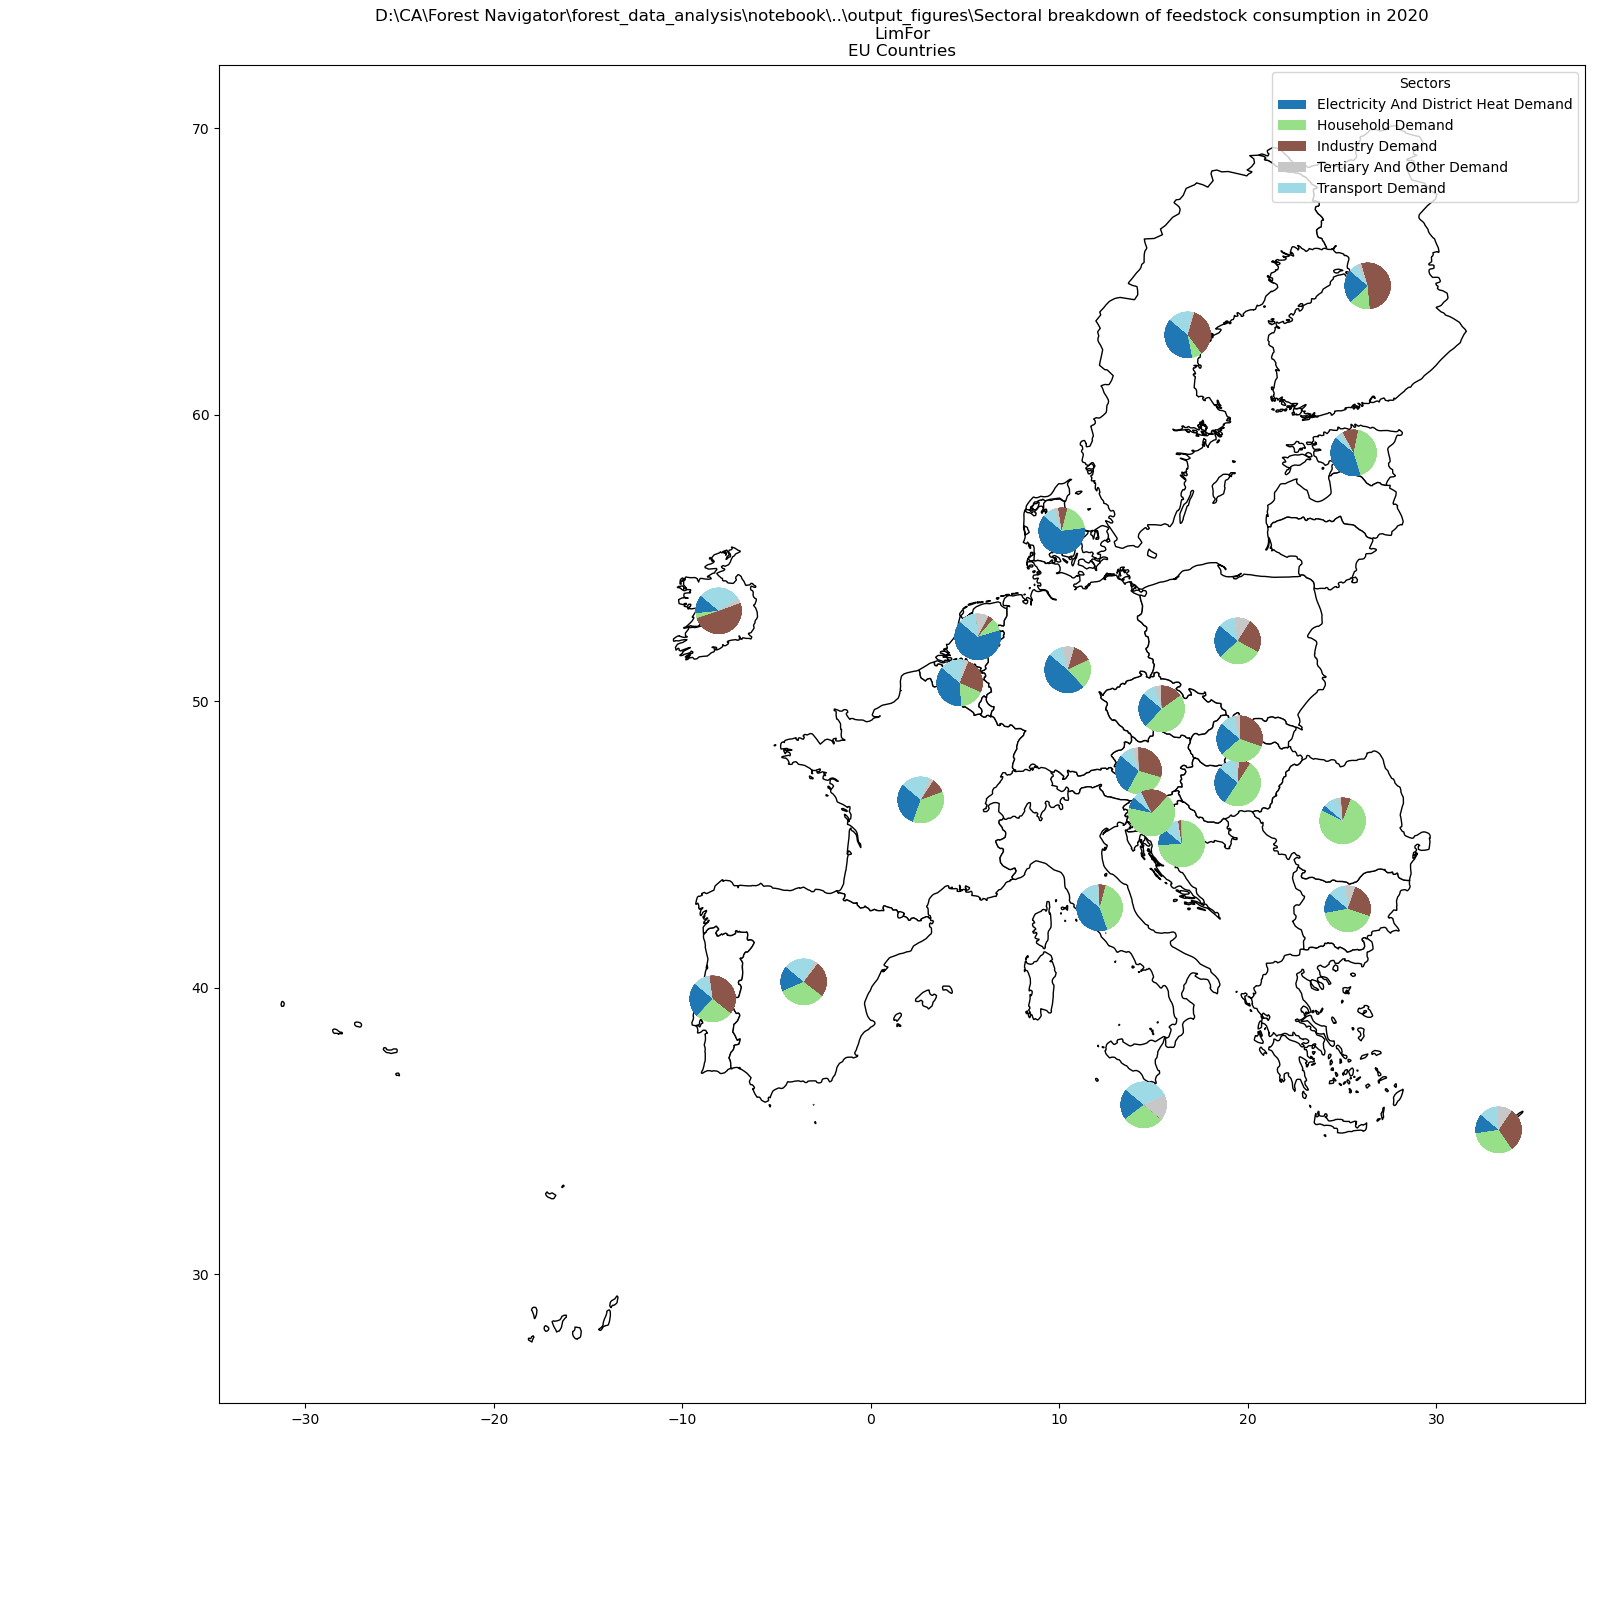 D:\CA\Forest Navigator\forest_data_analysis\notebook\..\output_figures\Sectoral breakdown of feedstock consumption in 2020
LimFor
EU Countries
Sectors
Electricity And District Heat Demand
Household Demand
Industry Demand
Tertiary And Other Demand
Transport Demand
70
60
50
40
30
−30
−20
−10
0
10
20
30